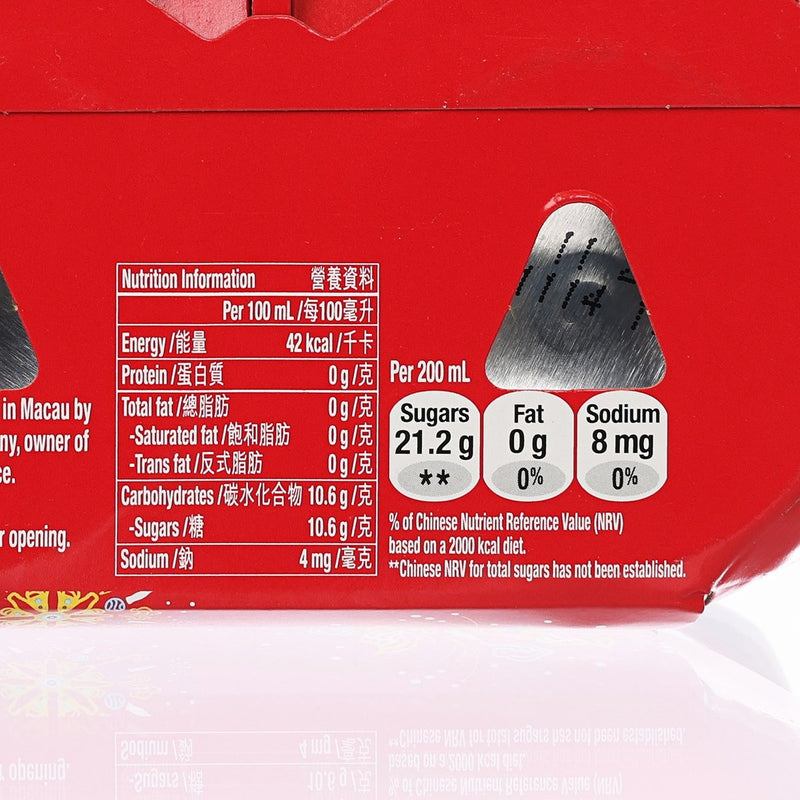 in Macau by
ny, owner of
ce.
r opening.
Nutrition Information 營養資料
Per 100 mL /每100毫升
Energy /能量 42 kcal /千卡
Protein /蛋白質 0 g /克
Total fat /總脂肪 0 g /克
-Saturated fat /飽和脂肪 0 g /克
-Trans fat /反式脂肪 0 g /克
Carbohydrates /碳水化合物 10.6 g /克
-Sugars /糖 10.6 g /克
Sodium /鈉 4 mg /毫克
Per 200 mL
Sugars Fat Sodium
21.2 g 0 g 8 mg
** 0% 0%
% of Chinese Nutrient Reference Value (NRV)
based on a 2000 kcal diet.
**Chinese NRV for total sugars has not been established.